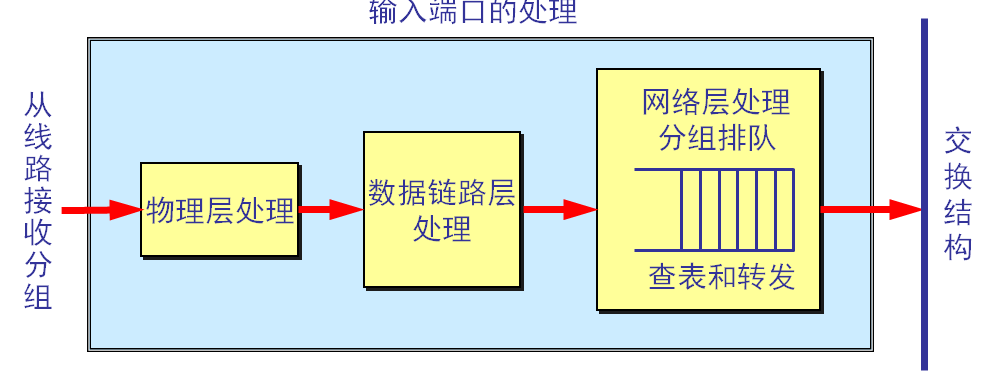 输入端口的处理
从线路接收分组
物理层处理
数据链路层
处理
网络层处理
分组排队
查表和转发
交换结构